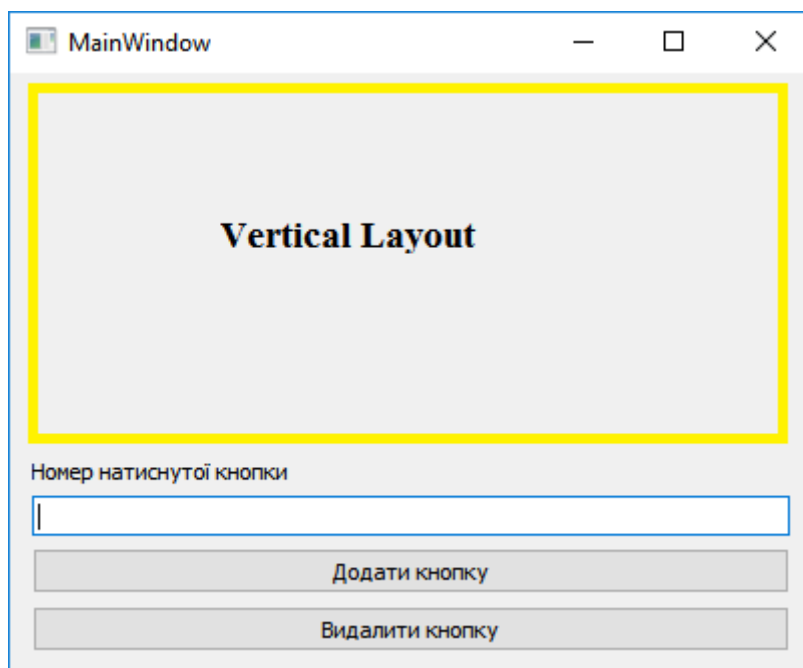 MainWindow
Vertical Layout
Номер натиснутої кнопки
Додати кнопку
Видалити кнопку